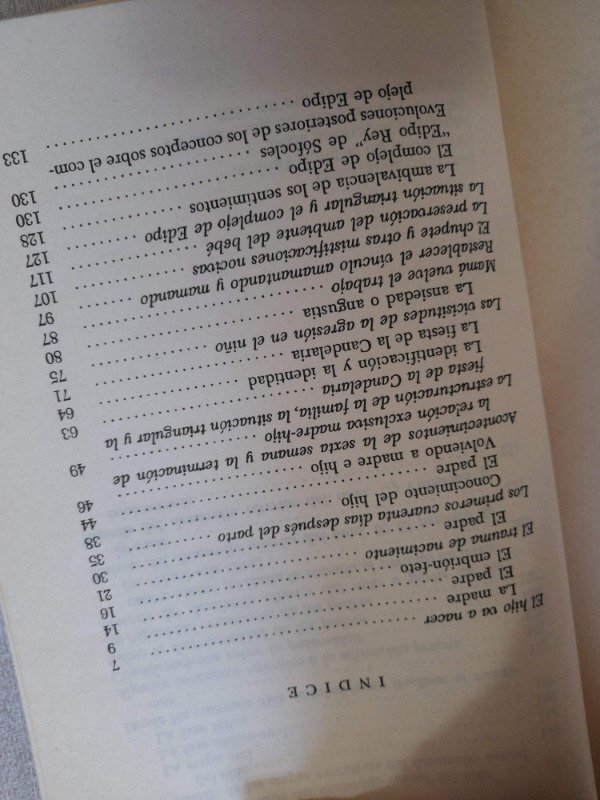 INDICE
El hijo va a nacer ........ 7
La madre ........ 9
El padre ........ 14
El embrión-feto ........ 16
El trauma de nacimiento ........ 21
El padre ........ 30
Los primeros cuarenta días después del parto ........ 35
Conocimiento del hijo ........ 38
El padre ........ 44
Volviendo a madre e hijo ........ 46
Acontecimientos de la sexta semana y la terminación de
la relación exclusiva madre-hijo ........ 49
La estructuración de la familia, la situación triangular y la
fiesta de la Candelaria ........ 63
La identificación y la identidad ........ 64
La fiesta de la Candelaria ........ 71
Las vicisitudes de la agresión en el niño ........ 75
La ansiedad o angustia ........ 80
Mamá vuelve al trabajo ........ 87
Restablecer el vínculo amamantando y mamando ........ 97
El chupete y otras mistificaciones nocivas ........ 107
La preservación del ambiente del bebé ........ 117
La situación triangular y el complejo de Edipo ........ 127
La ambivalencia de los sentimientos ........ 128
El complejo de Edipo ........ 130
"Edipo Rey" de Sófocles ........ 130
Evoluciones posteriores de los conceptos sobre el com-
plejo de Edipo ........ 133